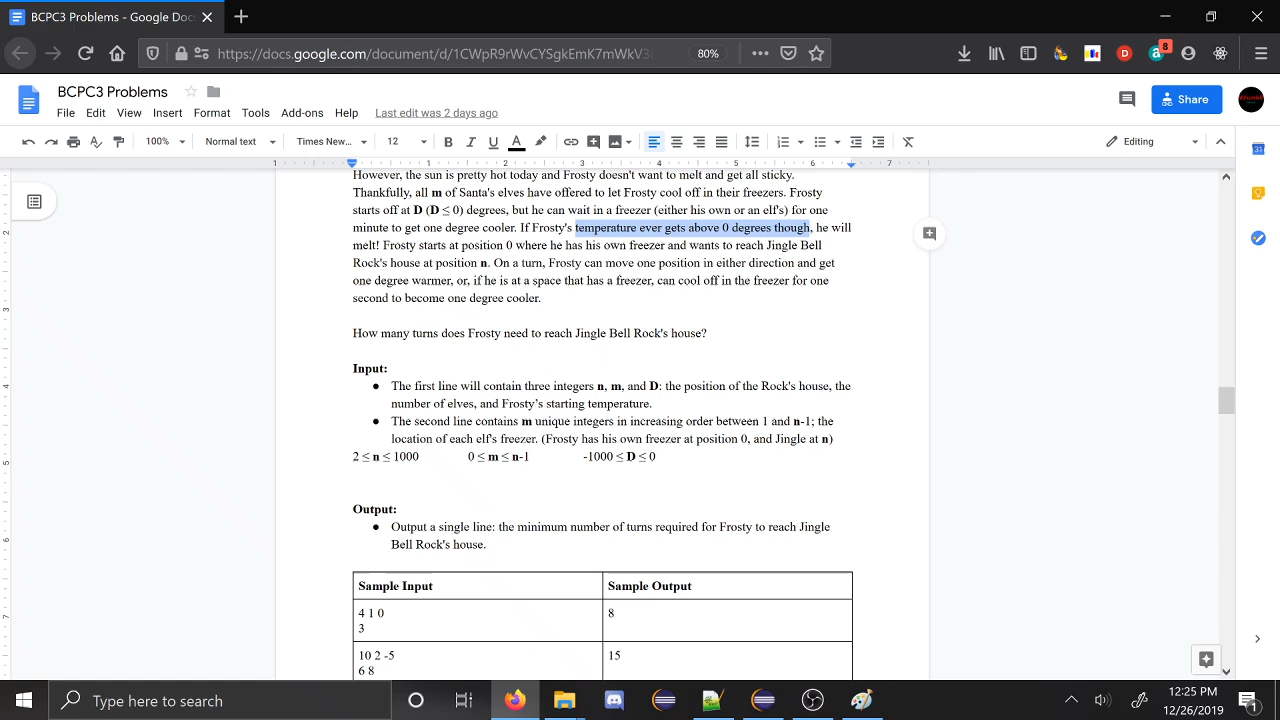 BCPC3 Problems - Google Doc
https://docs.google.com/document/d/1QWpR9rWvCYSgkEmK7mWkV3
80%
8
BCPC3 Problems
File Edit View Insert Format Tools Add-ons Help Last edit was 2 days ago
Share
100% Normal text Times New... 12 B I U A Editing
1 1 2 3 4 5 6 7
However, the sun is pretty hot today and Frosty doesn't want to melt and get all sticky.
Thankfully, all m of Santa's elves have offered to let Frosty cool off in their freezers. Frosty
starts off at D (D ≤ 0) degrees, but he can wait in a freezer (either his own or an elf's) for one
minute to get one degree cooler. If Frosty's temperature ever gets above 0 degrees though, he will
melt! Frosty starts at position 0 where he has his own freezer and wants to reach Jingle Bell
Rock's house at position n. On a turn, Frosty can move one position in either direction and get
one degree warmer, or, if he is at a space that has a freezer, can cool off in the freezer for one
second to become one degree cooler.
How many turns does Frosty need to reach Jingle Bell Rock's house?
Input:
● The first line will contain three integers n, m, and D: the position of the Rock's house, the
number of elves, and Frosty's starting temperature.
● The second line contains m unique integers in increasing order between 1 and n-1; the
location of each elf's freezer. (Frosty has his own freezer at position 0, and Jingle at n)
2 ≤ n ≤ 1000 0 ≤ m ≤ n-1 -1000 ≤ D ≤ 0
Output:
● Output a single line: the minimum number of turns required for Frosty to reach Jingle
Bell Rock's house.
Sample Input Sample Output
4 1 0 8
3
10 2 -5 15
6 8
Type here to search
12:25 PM
12/26/2019